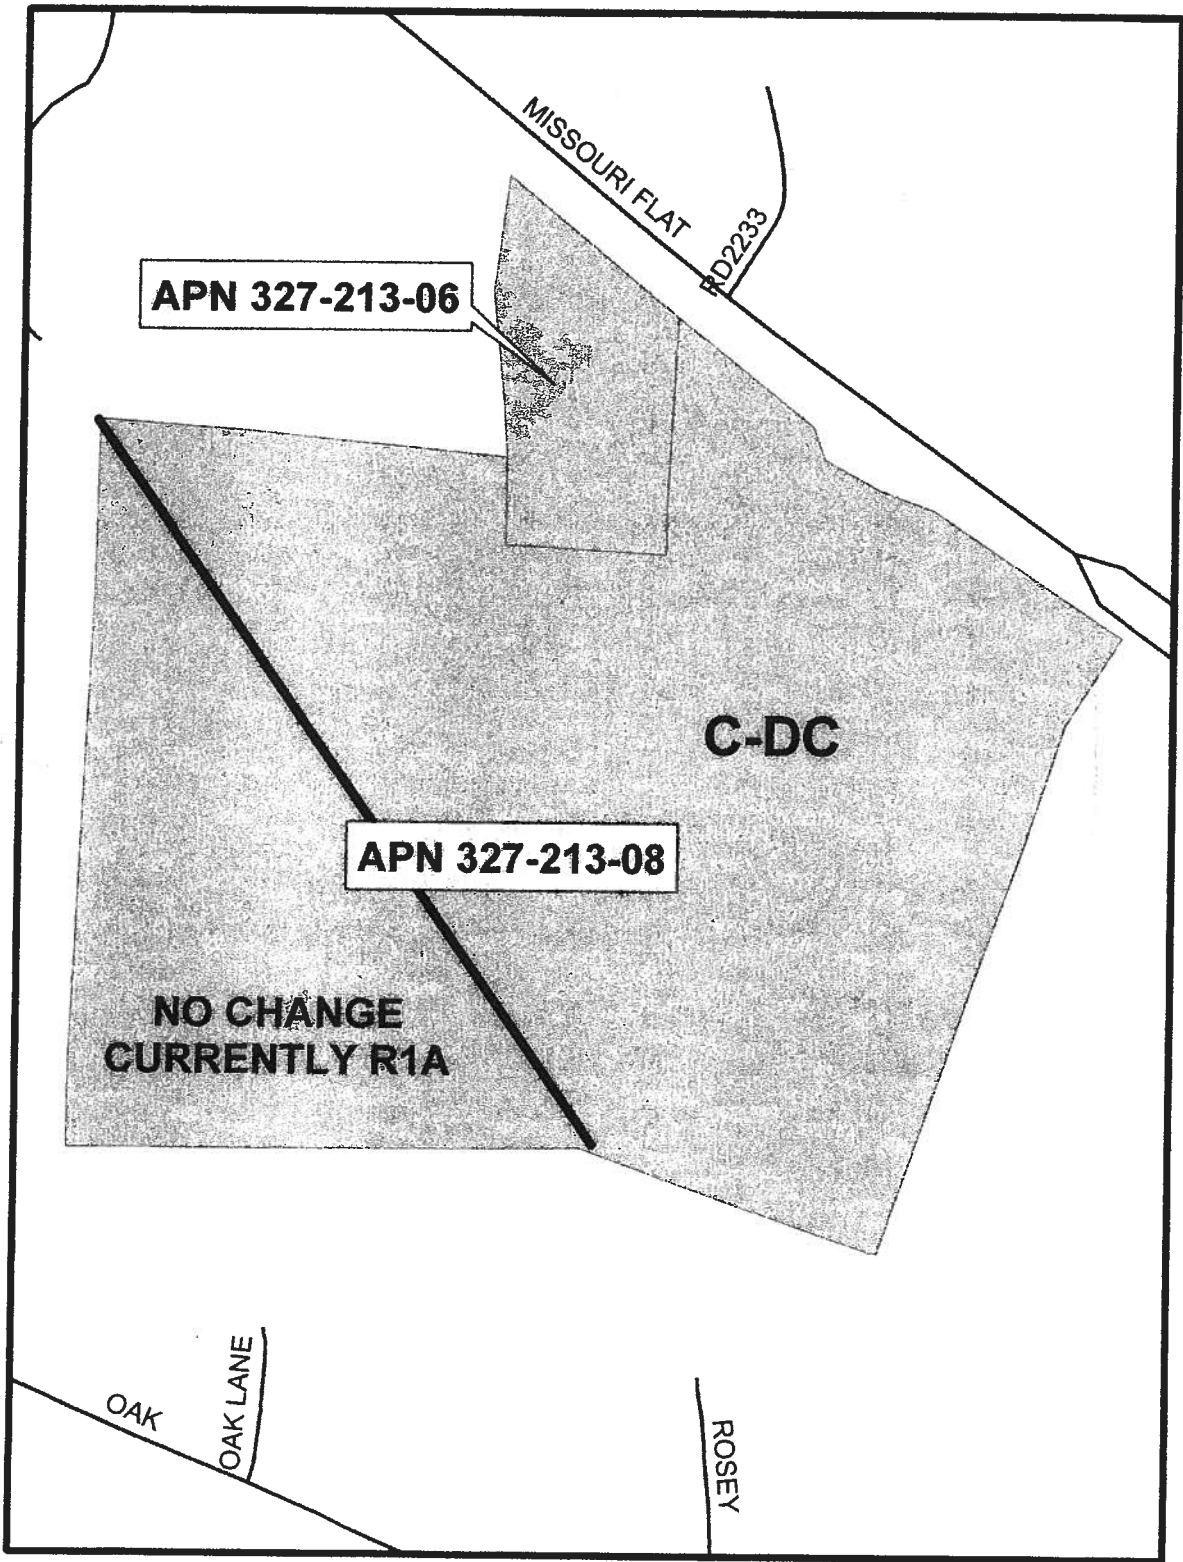 MISSOURI FLAT
RD2233
APN 327-213-06
C-DC
APN 327-213-08
NO CHANGE
CURRENTLY R1A
OAK
OAK LANE
ROSEY